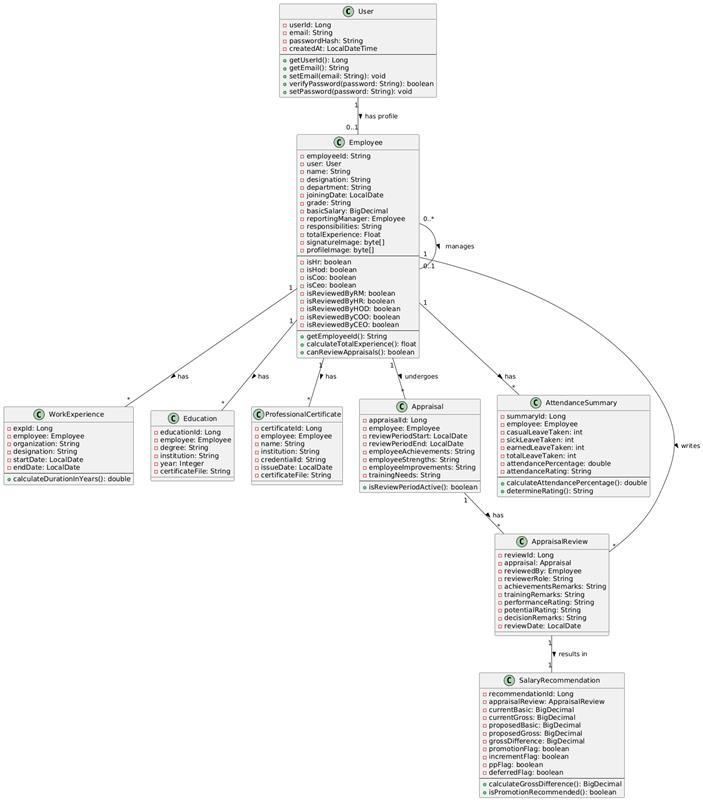 C User
userId: Long
email: String
passwordHash: String
createdAt: LocalDateTime
getUserId(): Long
getEmail(): String
setEmail(email: String): void
verifyPassword(password: String): boolean
setPassword(password: String): void
1
has profile
0..1
C Employee
employeeId: String
user: User
name: String
designation: String
department: String
joiningDate: LocalDate
grade: String
basicSalary: BigDecimal
reportingManager: Employee
responsibilities: String
totalExperience: Float
signatureImage: byte[]
profileImage: byte[]
isHr: boolean
isHod: boolean
isCoo: boolean
isCeo: boolean
isReviewedByRM: boolean
isReviewedByHR: boolean
isReviewedByHOD: boolean
isReviewedByCOO: boolean
isReviewedByCEO: boolean
getEmployeeId(): String
calculateTotalExperience(): float
canReviewAppraisals(): boolean
0..*
manages
0..1
1
writes
*
1
has
*
1
has
*
1
has
*
1
undergoes
*
1
has
*
C WorkExperience
expId: Long
employee: Employee
organization: String
designation: String
startDate: LocalDate
endDate: LocalDate
calculateDurationInYears(): double
C Education
educationId: Long
employee: Employee
degree: String
institution: String
year: Integer
certificateFile: String
C ProfessionalCertificate
certificateId: Long
employee: Employee
name: String
institution: String
credentialId: String
issueDate: LocalDate
certificateFile: String
C Appraisal
appraisalId: Long
employee: Employee
reviewPeriodStart: LocalDate
reviewPeriodEnd: LocalDate
employeeAchievements: String
employeeStrengths: String
employeeImprovements: String
trainingNeeds: String
isReviewPeriodActive(): boolean
C AttendanceSummary
summaryId: Long
employee: Employee
casualLeaveTaken: int
sickLeaveTaken: int
earnedLeaveTaken: int
totalLeaveTaken: int
attendancePercentage: double
attendanceRating: String
calculateAttendancePercentage(): double
determineRating(): String
1
has
*
C AppraisalReview
reviewId: Long
appraisal: Appraisal
reviewedBy: Employee
reviewerRole: String
achievementsRemarks: String
trainingRemarks: String
performanceRating: String
potentialRating: String
decisionRemarks: String
reviewDate: LocalDate
1
results in
1
C SalaryRecommendation
recommendationId: Long
appraisalReview: AppraisalReview
currentBasic: BigDecimal
currentGross: BigDecimal
proposedBasic: BigDecimal
proposedGross: BigDecimal
grossDifference: BigDecimal
promotionFlag: boolean
incrementFlag: boolean
ppFlag: boolean
deferredFlag: boolean
calculateGrossDifference(): BigDecimal
isPromotionRecommended(): boolean